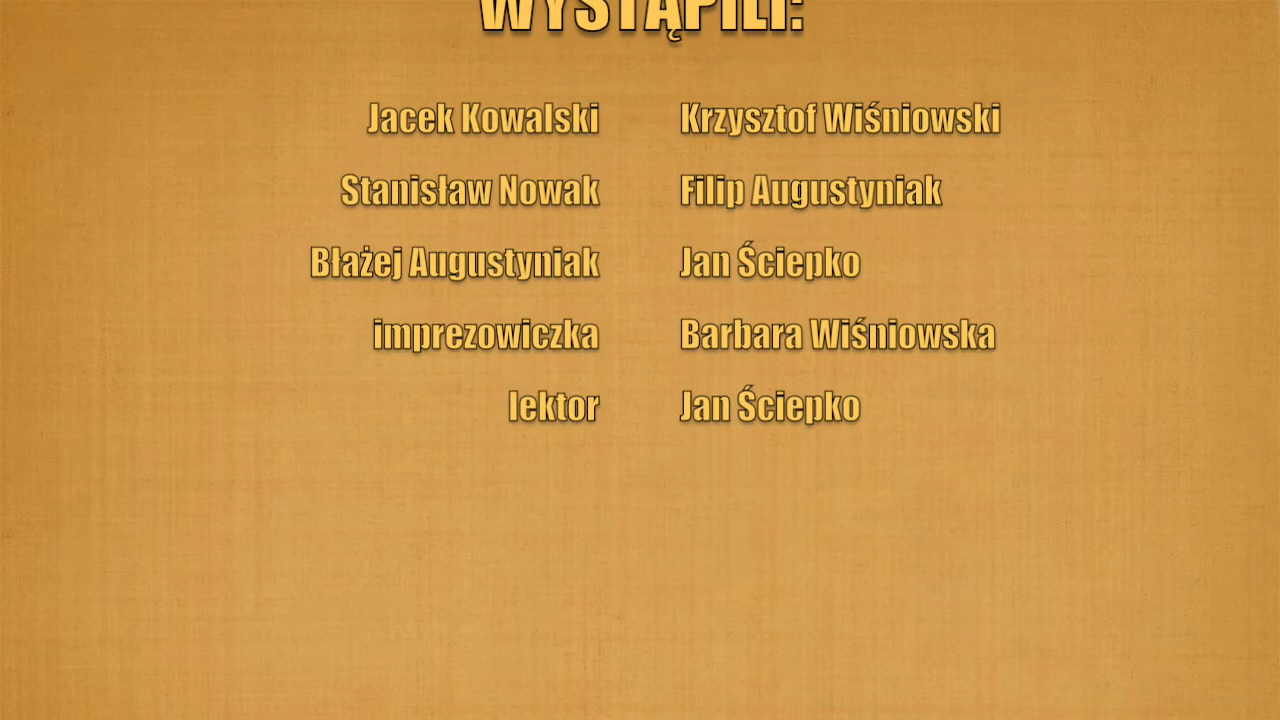 WYSTĄPILI:
Jacek Kowalski Krzysztof Wiśniowski
Stanisław Nowak Filip Augustyniak
Błażej Augustyniak Jan Ściepko
imprezowiczka Barbara Wiśniowska
lektor Jan Ściepko